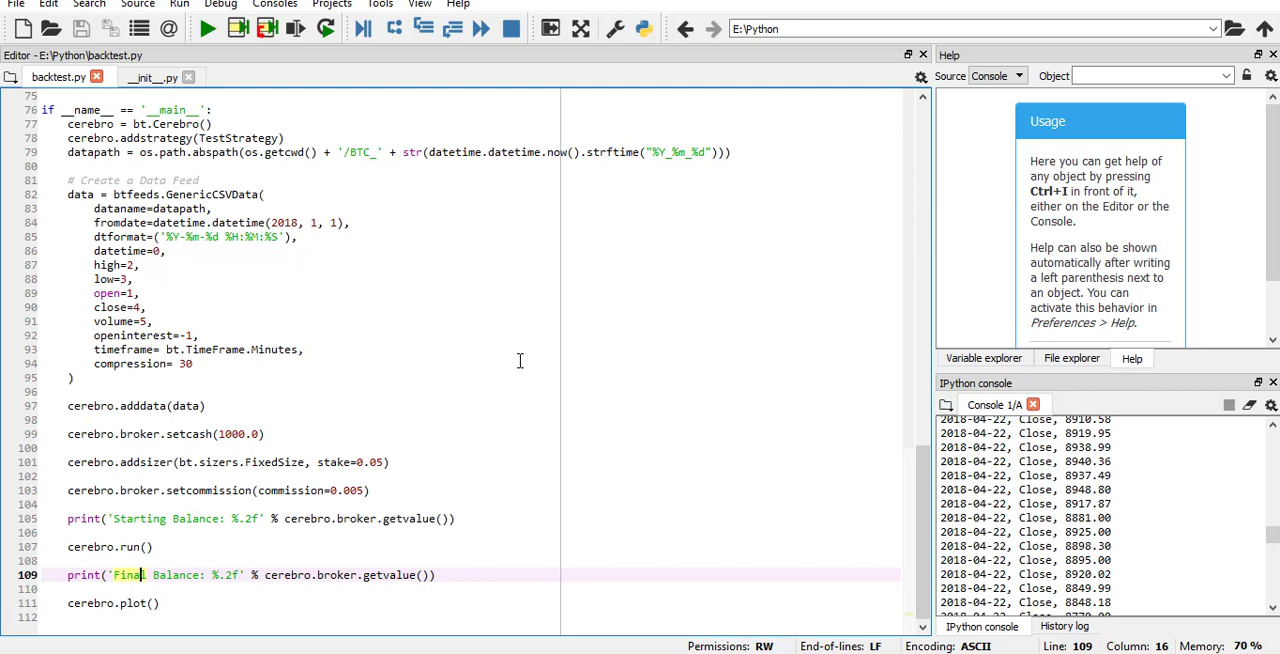 File Edit Search Source Run Debug Consoles Projects Tools View Help
E:\Python
Editor - E:\Python\backtest.py
backtest.py
__init__.py
75
76 if __name__ == '__main__':
77 cerebro = bt.Cerebro()
78 cerebro.addstrategy(TestStrategy)
79 datapath = os.path.abspath(os.getcwd() + '/BTC_' + str(datetime.datetime.now().strftime("%Y_%m_%d")))
80
81 # Create a Data Feed
82 data = btfeeds.GenericCSVData(
83 dataname=datapath,
84 fromdate=datetime.datetime(2018, 1, 1),
85 dtformat=('%Y-%m-%d %H:%M:%S'),
86 datetime=0,
87 high=2,
88 low=3,
89 open=1,
90 close=4,
91 volume=5,
92 openinterest=-1,
93 timeframe= bt.TimeFrame.Minutes,
94 compression= 30
95 )
96
97 cerebro.adddata(data)
98
99 cerebro.broker.setcash(1000.0)
100
101 cerebro.addsizer(bt.sizers.FixedSize, stake=0.05)
102
103 cerebro.broker.setcommission(commission=0.005)
104
105 print('Starting Balance: %.2f' % cerebro.broker.getvalue())
106
107 cerebro.run()
108
109 print('Final Balance: %.2f' % cerebro.broker.getvalue())
110
111 cerebro.plot()
112
Help
Source Console Object
Usage
Here you can get help of
any object by pressing
Ctrl+I in front of it,
either on the Editor or the
Console.
Help can also be shown
automatically after writing
a left parenthesis next to
an object. You can
activate this behavior in
Preferences > Help.
Variable explorer File explorer Help
IPython console
Console 1/A
2018-04-22, Close, 8910.58
2018-04-22, Close, 8919.95
2018-04-22, Close, 8938.99
2018-04-22, Close, 8940.36
2018-04-22, Close, 8937.49
2018-04-22, Close, 8948.80
2018-04-22, Close, 8917.87
2018-04-22, Close, 8881.00
2018-04-22, Close, 8925.00
2018-04-22, Close, 8898.30
2018-04-22, Close, 8895.00
2018-04-22, Close, 8920.02
2018-04-22, Close, 8849.99
2018-04-22, Close, 8848.18
2018-04-22, Close,
IPython console History log
Permissions: RW End-of-lines: LF Encoding: ASCII Line: 109 Column: 16 Memory: 70 %